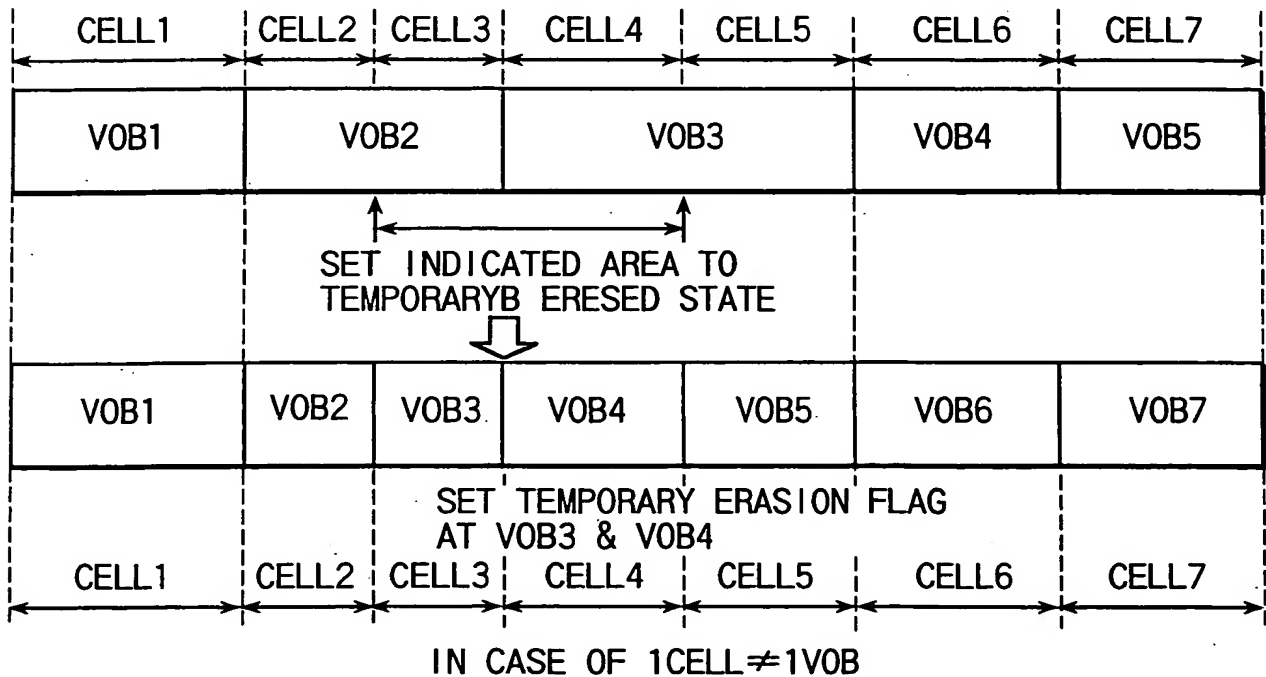 CELL1 CELL2 CELL3 CELL4 CELL5 CELL6 CELL7
VOB1 VOB2 VOB3 VOB4 VOB5
SET INDICATED AREA TO
TEMPORARYB ERESED STATE
VOB1 VOB2 VOB3 VOB4 VOB5 VOB6 VOB7
SET TEMPORARY ERASION FLAG
AT VOB3 & VOB4
CELL1 CELL2 CELL3 CELL4 CELL5 CELL6 CELL7
IN CASE OF 1CELL≠1VOB